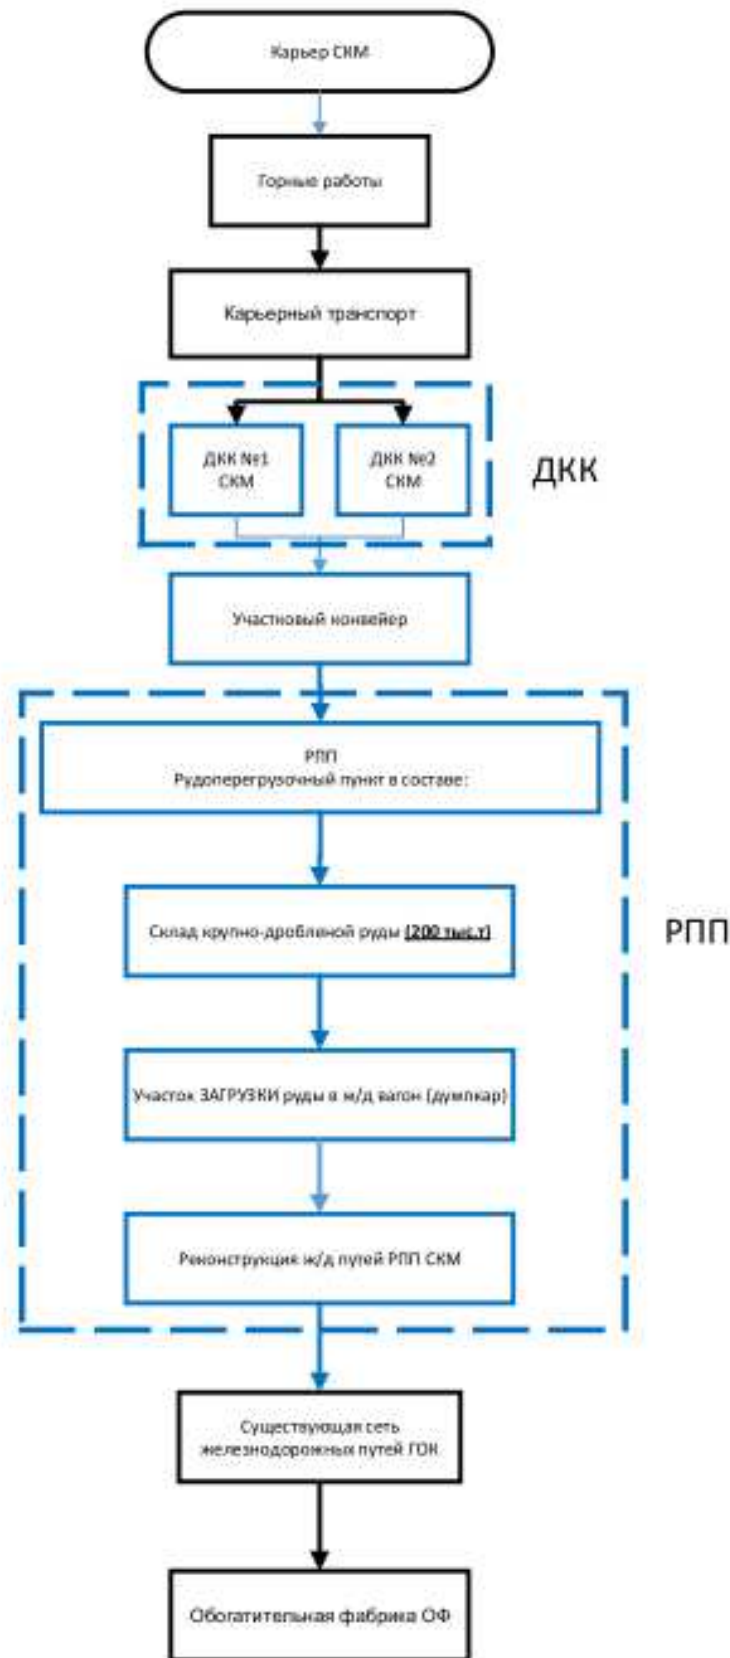 Карьер СКМ
Горные работы
Карьерный транспорт
ДКК №1
СКМ
ДКК №2
СКМ
ДКК
Участковый конвейер
РПП
Рудоперегрузочный пункт в составе:
Склад крупно-дробленой руды (200 тыс.т)
РПП
Участок ЗАГРУЗКИ руды в ж/д вагон (думпкар)
Реконструкция ж/д путей РПП СКМ
Существующая сеть
железнодорожных путей ГОК
Обогатительная фабрика ОФ